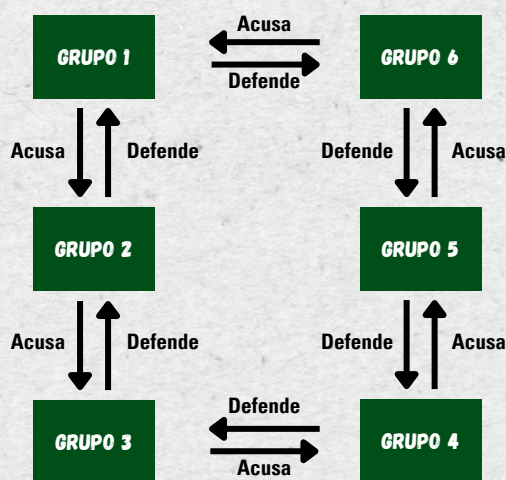 Acusa
GRUPO 1
GRUPO 6
Defende
Acusa
Defende
Defende
Acusa
GRUPO 2
GRUPO 5
Acusa
Defende
Defende
Acusa
Defende
GRUPO 3
GRUPO 4
Acusa